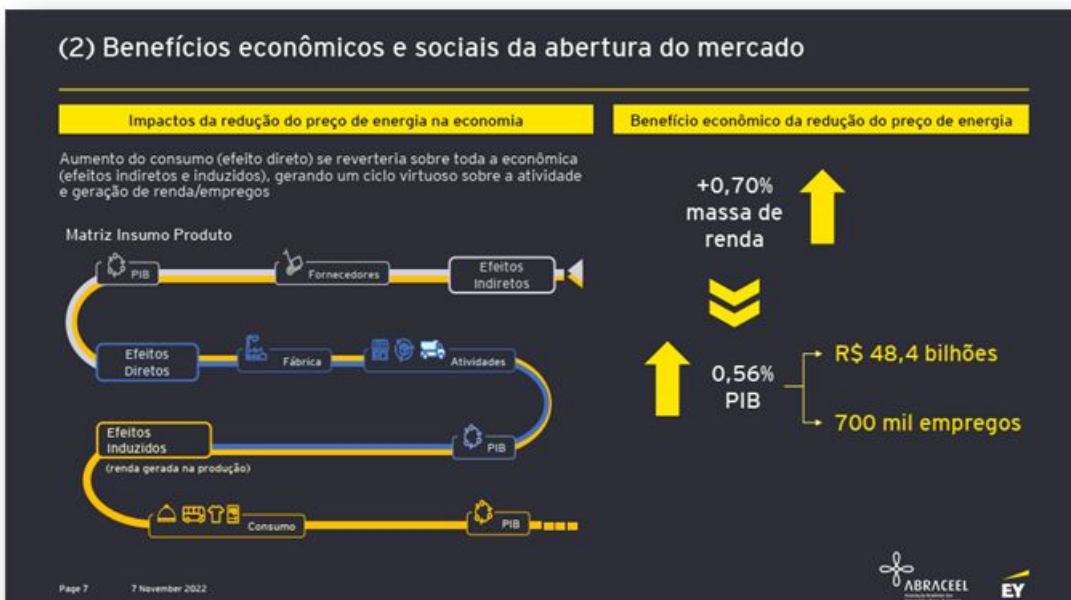 (2) Benefícios econômicos e sociais da abertura do mercado
Impactos da redução do preço de energia na economia
Aumento do consumo (efeito direto) se reverteria sobre toda a econômica
(efeitos indiretos e induzidos), gerando um ciclo virtuoso sobre a atividade
e geração de renda/empregos
Matriz Insumo Produto
PIB
Fornecedores
Efeitos
Indiretos
Efeitos
Diretos
Fábrica
Atividades
Efeitos
Induzidos
(renda gerada na produção)
PIB
Consumo
PIB
Benefício econômico da redução do preço de energia
+0,70%
massa de
renda
0,56%
PIB
R$ 48,4 bilhões
700 mil empregos
Page 7
7 November 2022
ABRACEEL
EY